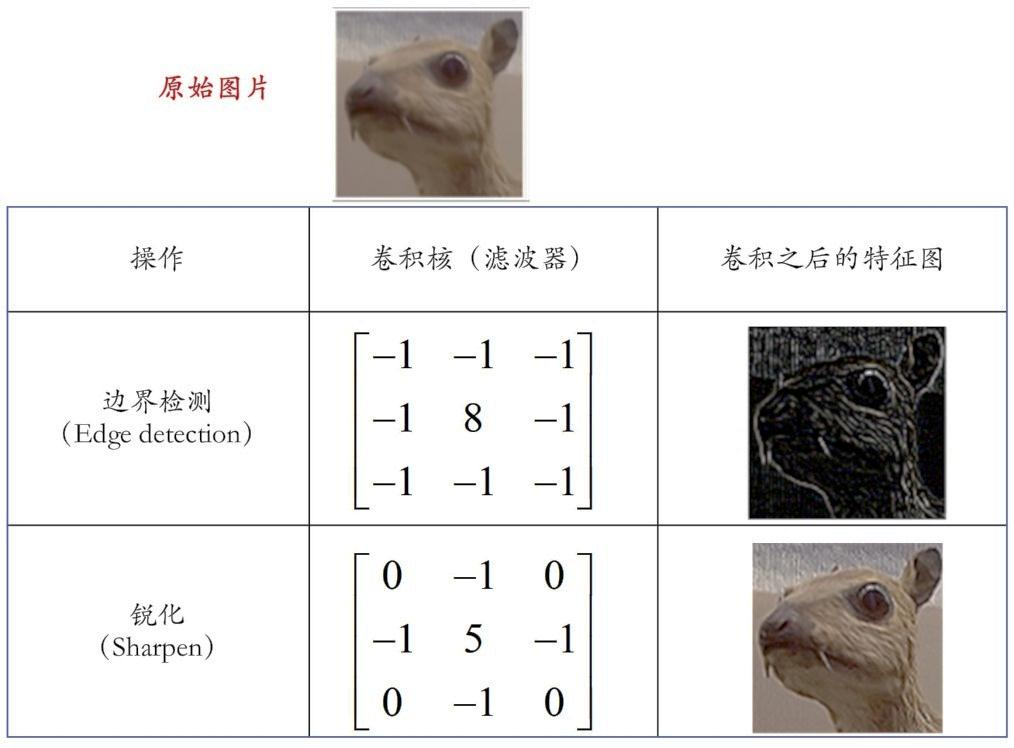 原始图片
操作
卷积核（滤波器）
卷积之后的特征图
边界检测
（Edge detection）
−1 −1 −1
−1 8 −1
−1 −1 −1
锐化
（Sharpen）
0 −1 0
−1 5 −1
0 −1 0